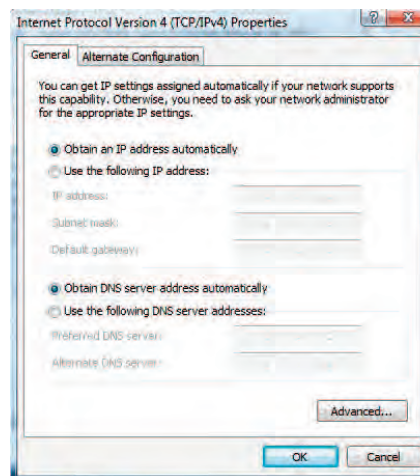 Internet Protocol Version 4 (TCP/IPv4) Properties
General
Alternate Configuration
You can get IP settings assigned automatically if your network supports
this capability. Otherwise, you need to ask your network administrator
for the appropriate IP settings.
Obtain an IP address automatically
Use the following IP address:
IP address:
Subnet mask:
Default gateway:
Obtain DNS server address automatically
Use the following DNS server addresses:
Preferred DNS server:
Alternate DNS server:
Advanced...
OK
Cancel